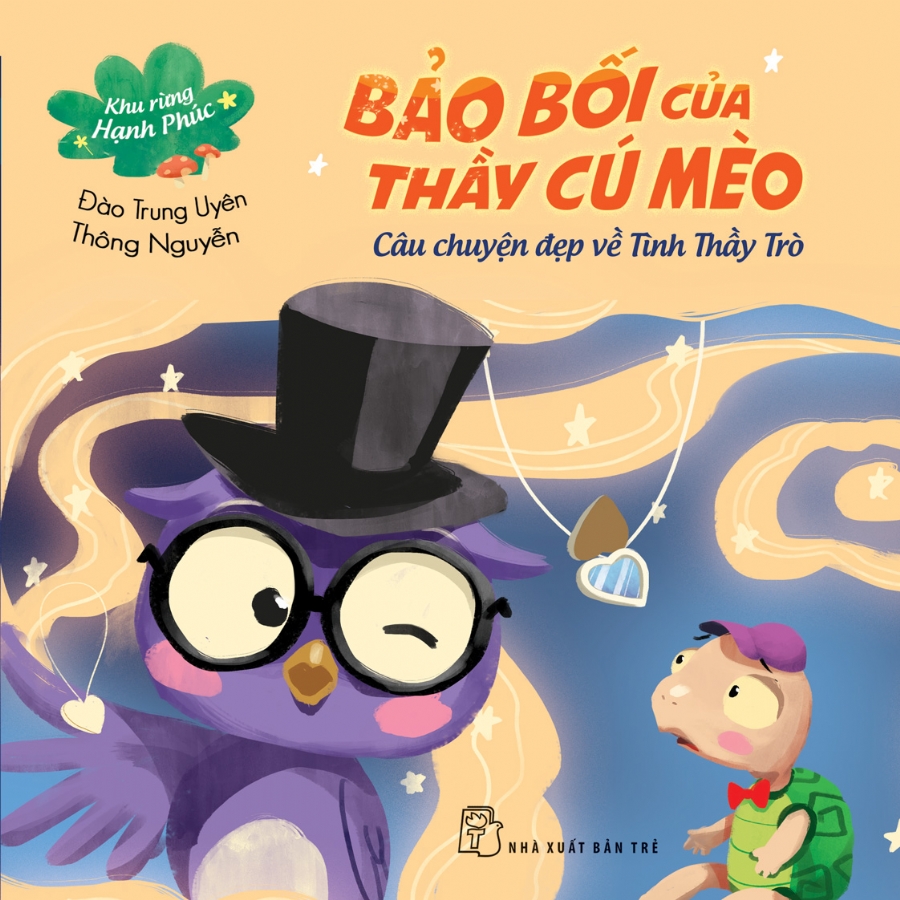 Khu rừng
Hạnh Phúc
Đào Trung Uyên
Thông Nguyễn
BẢO BỐI CỦA
THẦY CÚ MÈO
Câu chuyện đẹp về Tình Thầy Trò
T
NHÀ XUẤT BẢN TRẺ